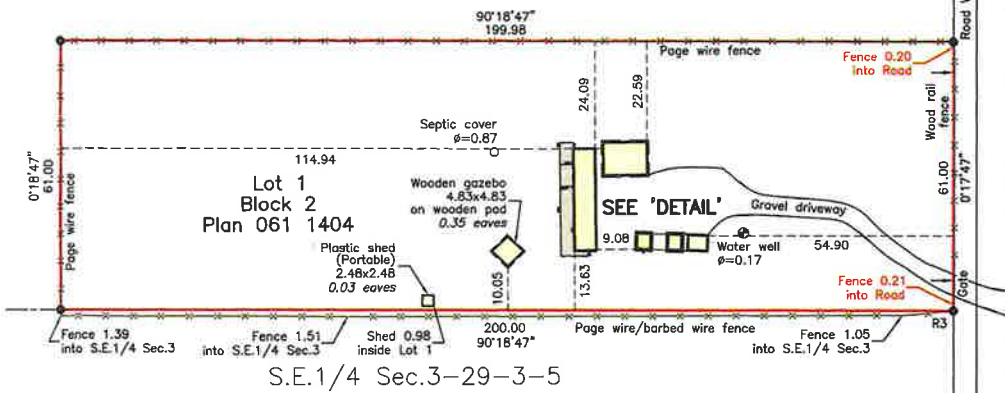 90°18'47"
199.98
Page wire fence
Fence 0.20
into Road
Road
Wood rail
fence
24.09
22.59
Septic cover
ø=0.87
114.94
0°18'47"
61.00
Page wire fence
Lot 1
Block 2
Plan 061 1404
Wooden gazebo
4.83x4.83
on wooden pad
0.35 eaves
SEE 'DETAIL'
Gravel driveway
61.00
0°17'47"
Plastic shed
(Portable)
2.48x2.48
0.03 eaves
9.08
Water well
ø=0.17
54.90
10.05
13.63
Fence 0.21
into Road
Gate
Fence 1.39
into S.E.1/4 Sec.3
Fence 1.51
into S.E.1/4 Sec.3
Shed 0.98
inside Lot 1
200.00
90°18'47"
Page wire/barbed wire fence
Fence 1.05
into S.E.1/4 Sec.3
R3
S.E.1/4 Sec.3-29-3-5